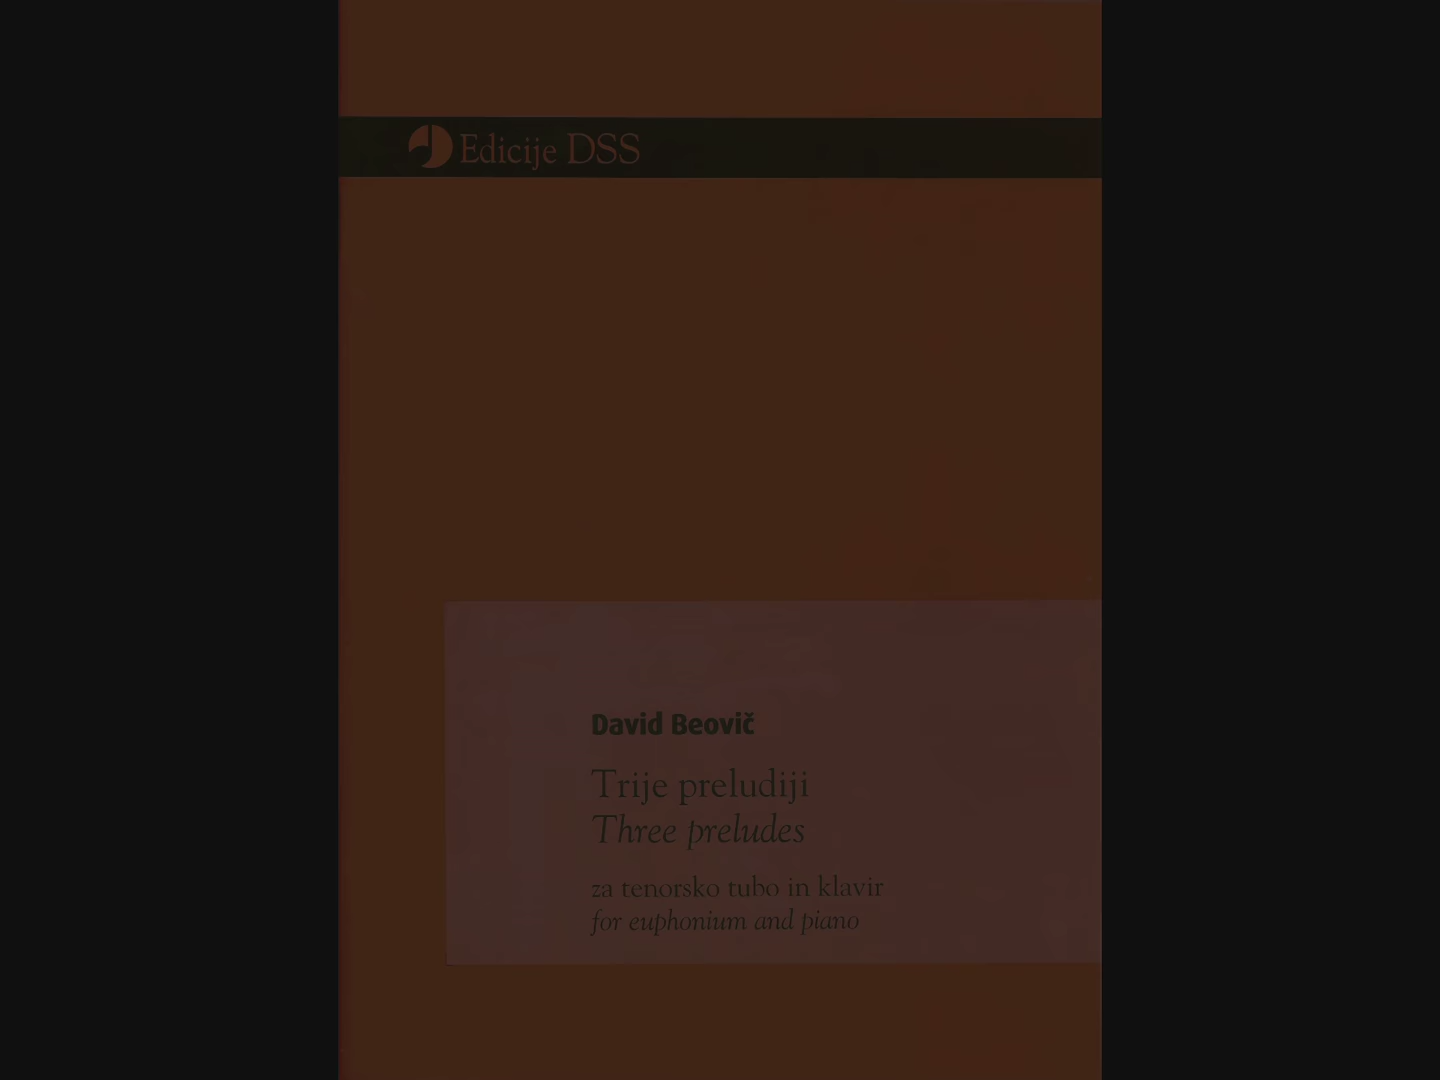 Edicije DSS
David Beovič
Trije preludiji
Three preludes
za tenorsko tubo in klavir
for euphonium and piano